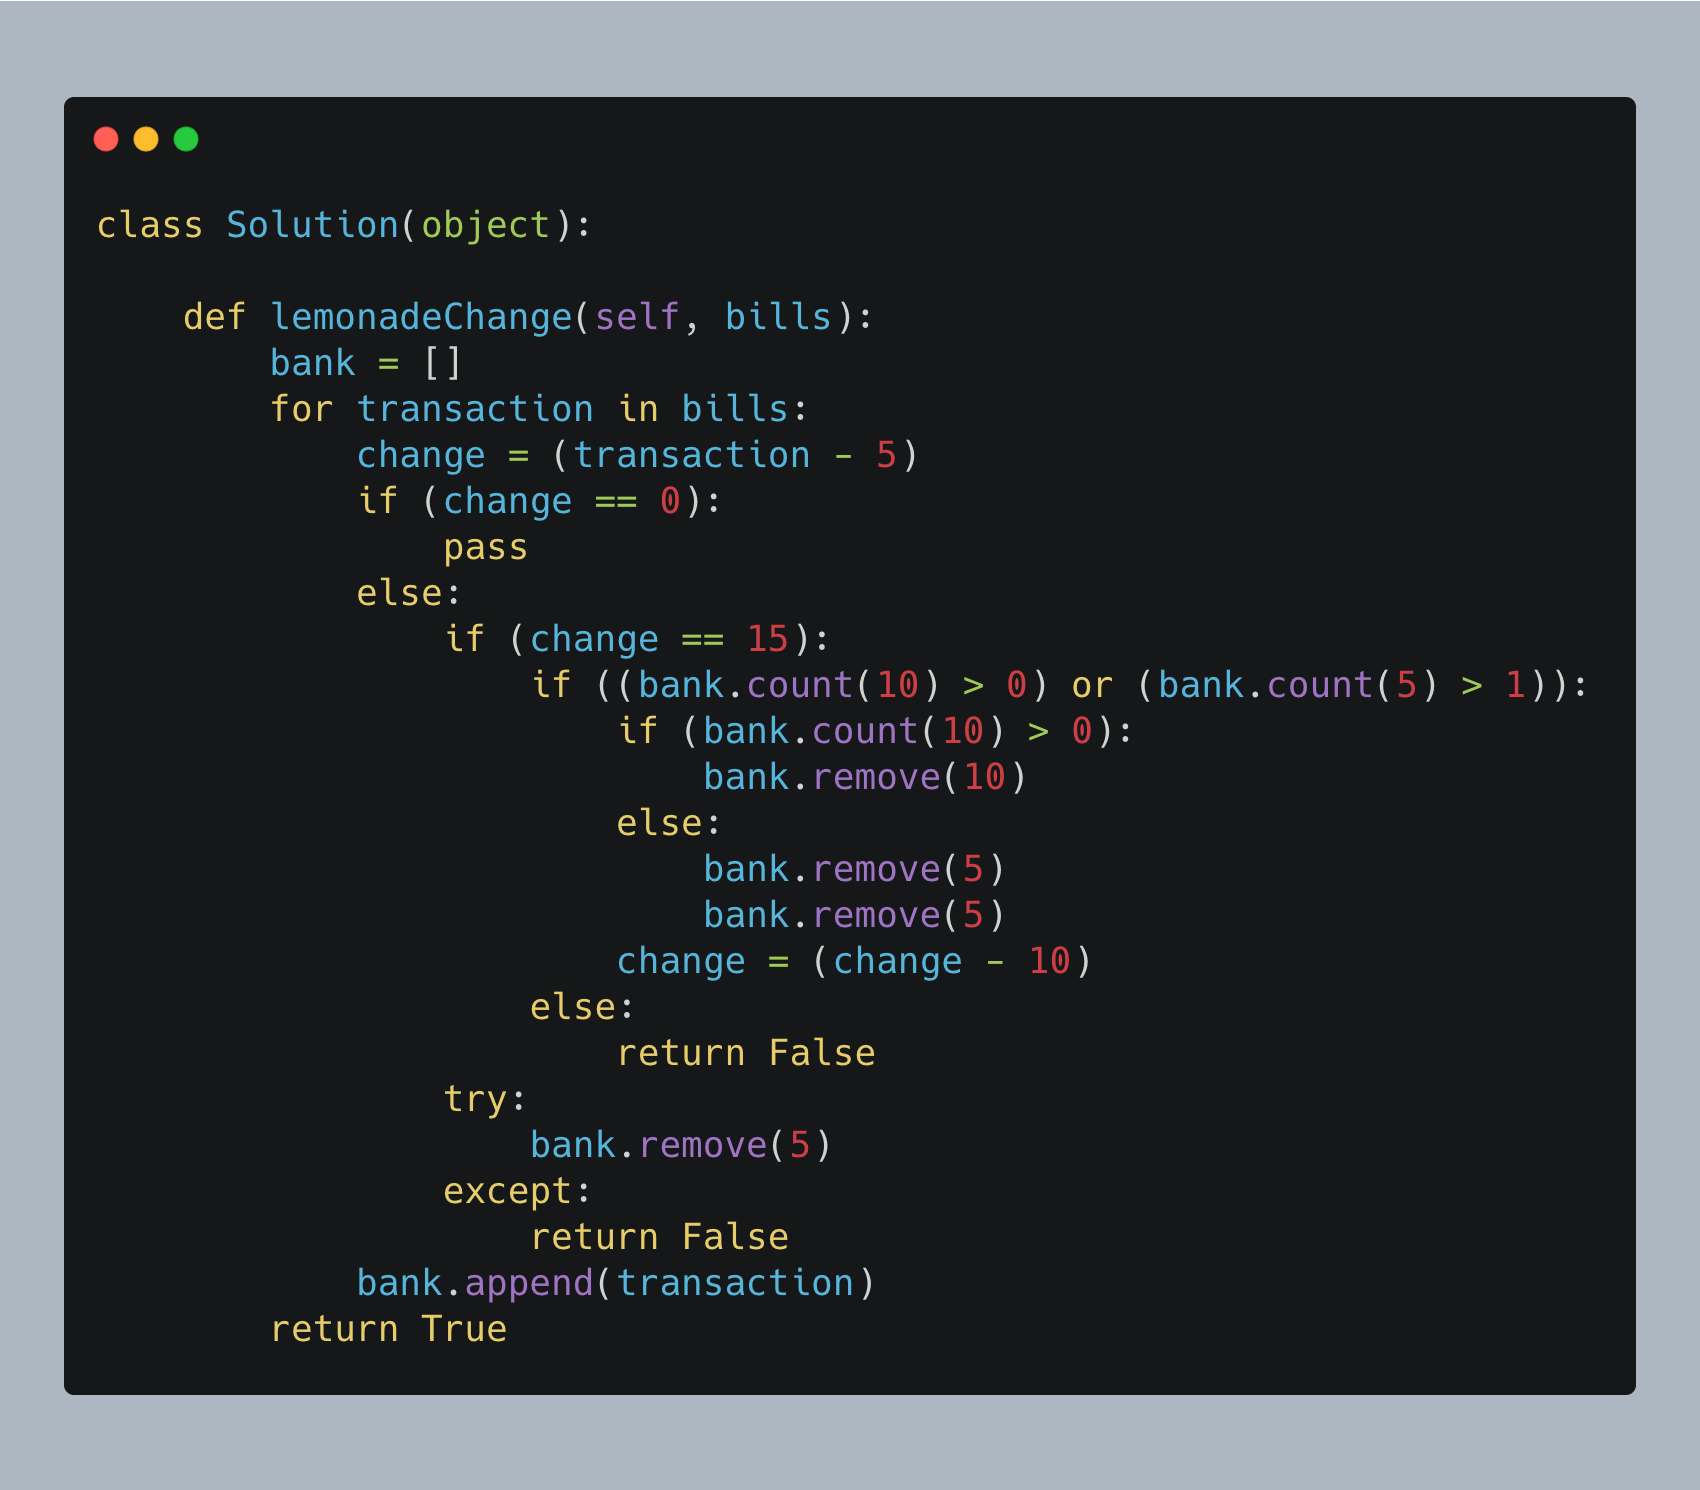 class Solution(object):

    def lemonadeChange(self, bills):
        bank = []
        for transaction in bills:
            change = (transaction - 5)
            if (change == 0):
                pass
            else:
                if (change == 15):
                    if ((bank.count(10) > 0) or (bank.count(5) > 1)):
                        if (bank.count(10) > 0):
                            bank.remove(10)
                        else:
                            bank.remove(5)
                            bank.remove(5)
                        change = (change - 10)
                    else:
                        return False
                try:
                    bank.remove(5)
                except:
                    return False
            bank.append(transaction)
        return True